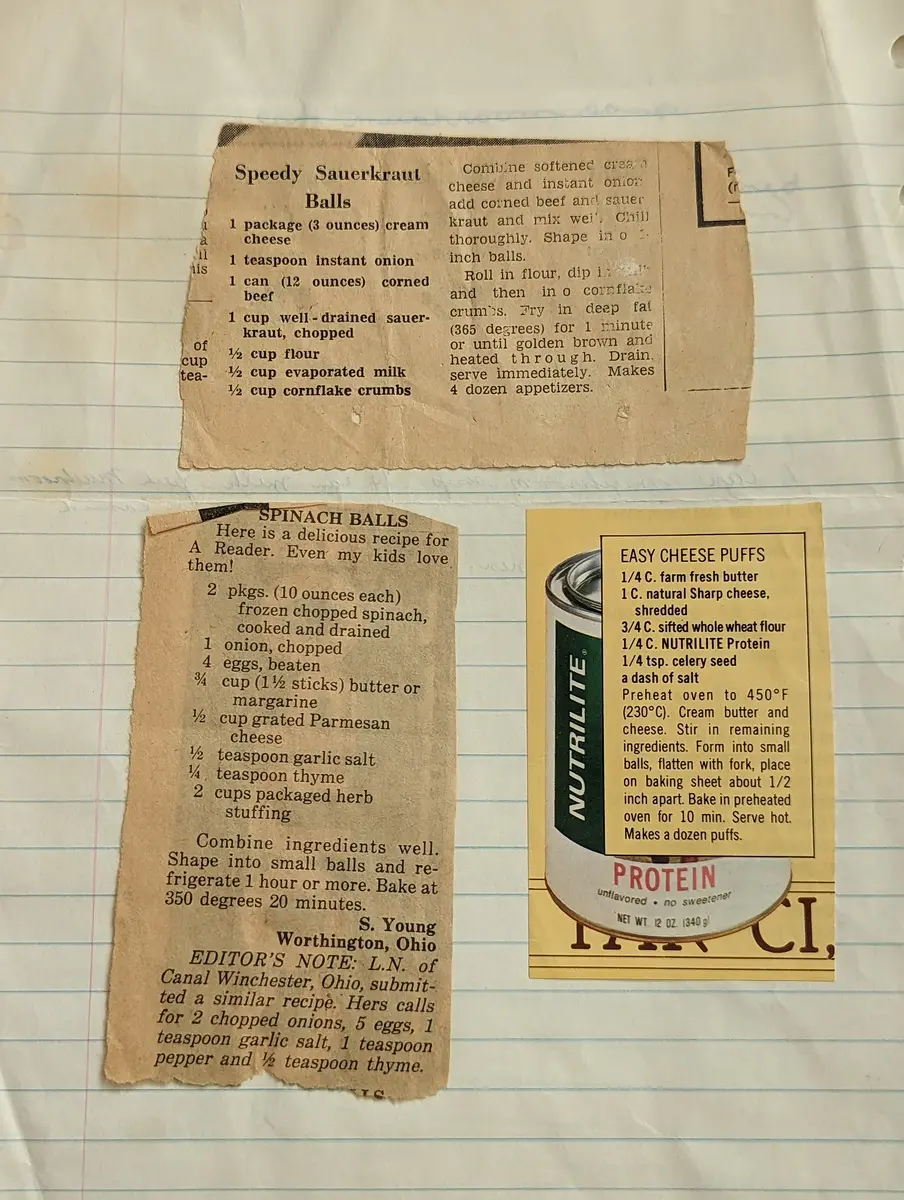 Speedy Sauerkraut
Balls
1 package (3 ounces) cream
cheese
1 teaspoon instant onion
1 can (12 ounces) corned
beef
1 cup well-drained sauer-
kraut, chopped
½ cup flour
½ cup evaporated milk
½ cup cornflake crumbs
of
cup
tea-
Combine softened cream
cheese and instant onion
add corned beef and sauer
kraut and mix well. Chill
thoroughly. Shape in o
inch balls.
Roll in flour, dip in
and then in o cornflake
crumbs. Fry in deep fat
(365 degrees) for 1 minute
or until golden brown and
heated through. Drain,
serve immediately. Makes
4 dozen appetizers.
SPINACH BALLS
Here is a delicious recipe for
A Reader. Even my kids love
them!
2 pkgs. (10 ounces each)
frozen chopped spinach,
cooked and drained
1 onion, chopped
4 eggs, beaten
¾ cup (1½ sticks) butter or
margarine
½ cup grated Parmesan
cheese
½ teaspoon garlic salt
¼ teaspoon thyme
2 cups packaged herb
stuffing
Combine ingredients well.
Shape into small balls and re-
frigerate 1 hour or more. Bake at
350 degrees 20 minutes.
S. Young
Worthington, Ohio
EDITOR'S NOTE: L.N. of
Canal Winchester, Ohio, submit-
ted a similar recipe. Hers calls
for 2 chopped onions, 5 eggs, 1
teaspoon garlic salt, 1 teaspoon
pepper and ½ teaspoon thyme.
EASY CHEESE PUFFS
1/4 C. farm fresh butter
1 C. natural Sharp cheese,
shredded
3/4 C. sifted whole wheat flour
1/4 C. NUTRILITE Protein
1/4 tsp. celery seed
a dash of salt
Preheat oven to 450°F
(230°C). Cream butter and
cheese. Stir in remaining
ingredients. Form into small
balls, flatten with fork, place
on baking sheet about 1/2
inch apart. Bake in preheated
oven for 10 min. Serve hot.
Makes a dozen puffs.
NUTRILITE®
PROTEIN
unflavored • no sweetener
NET WT 12 OZ. (340 g)
CI,